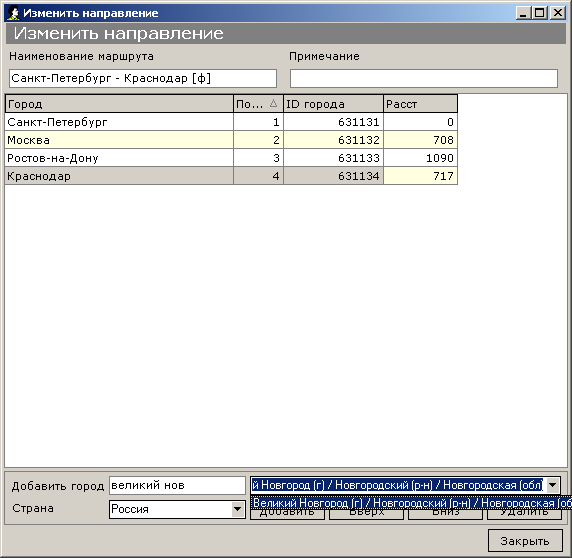 Изменить направление
Изменить направление
Наименование маршрута Примечание
Санкт-Петербург - Краснодар [ф]
Город По... ID города Расст
Санкт-Петербург 1 631131 0
Москва 2 631132 708
Ростов-на-Дону 3 631133 1090
Краснодар 4 631134 717
Добавить город великий нов й Новгород (г) / Новгородский (р-н) / Новгородская (обл)
Великий Новгород (г) / Новгородский (р-н) / Новгородская (об
Страна Россия Добавить Вверх Вниз Удалить
Закрыть